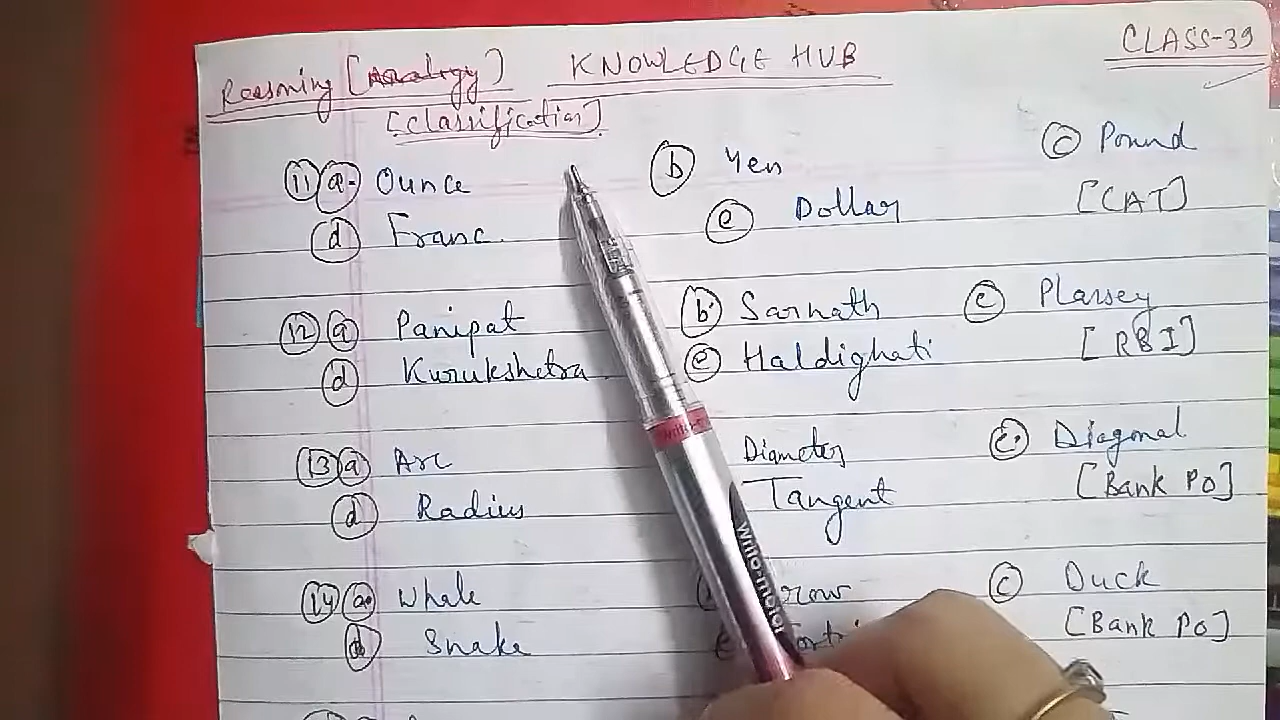 Reasoning [Analogy) KNOWLEDGE HUB CLASS-39
[Classification]
11 a Ounce b Yen c Pound
d Franc. e Dollar [CAT]
12 a Panipat b Sarnath c Plassey
d Kurukshetra e Haldighati [RBI]
13 a Arc Diameter c Diagonal
d Radius Tangent [Bank PO]
14 a Whale c Duck
d Snake [Bank PO]